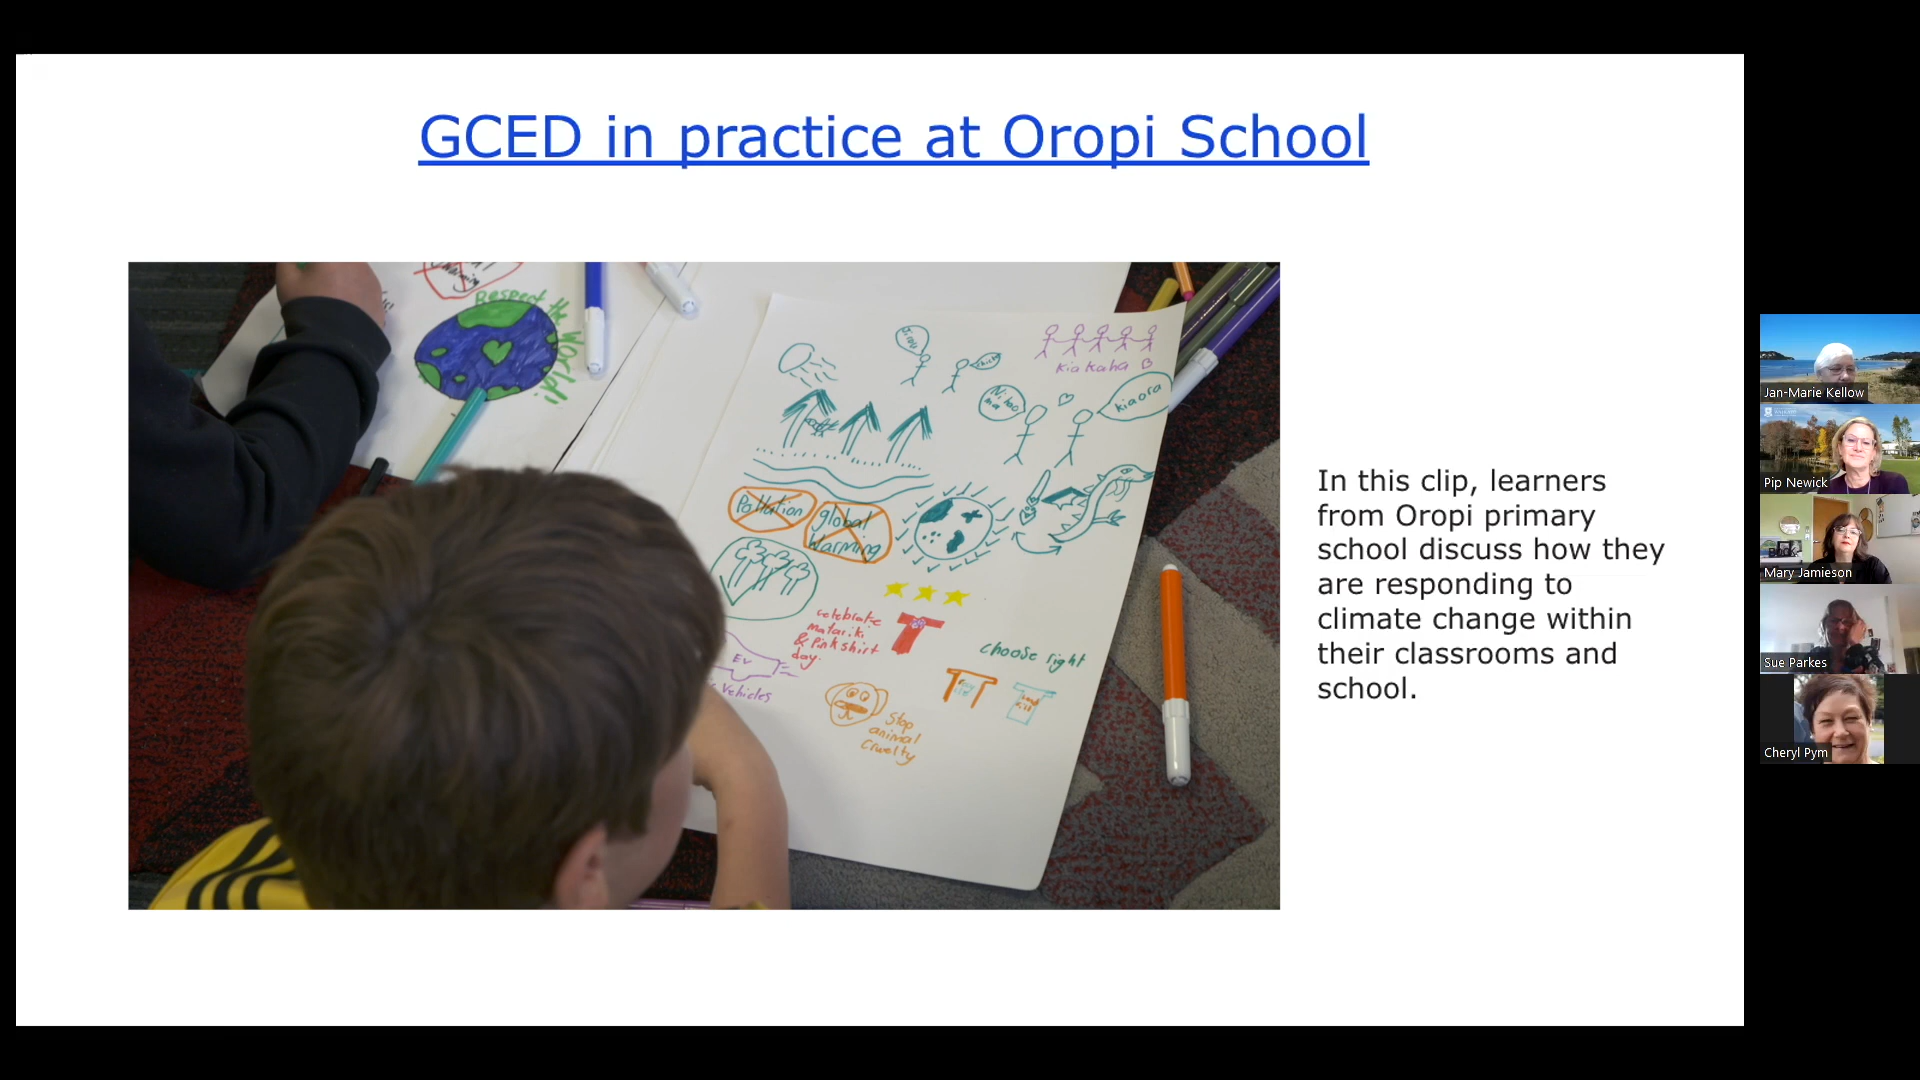 GCED in practice at Oropi School
Respect the World!!
kia kaha
Ni hao
ma
kia ora
Pollution
global
Warming
celebrate
matariki
& Pink shirt
day.
EV
Vehicles
choose right
Stop
animal
cruelty
In this clip, learners
from Oropi primary
school discuss how they
are responding to
climate change within
their classrooms and
school.
Jan-Marie Kellow
Pip Newick
Mary Jamieson
Sue Parkes
Cheryl Pym